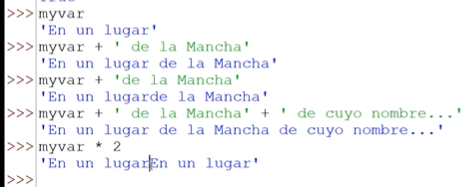 >>> myvar
'En un lugar'
>>> myvar + ' de la Mancha'
'En un lugar de la Mancha'
>>> myvar + 'de la Mancha'
'En un lugarde la Mancha'
>>> myvar + ' de la Mancha' + ' de cuyo nombre...'
'En un lugar de la Mancha de cuyo nombre...'
>>> myvar * 2
'En un lugarEn un lugar'
>>>